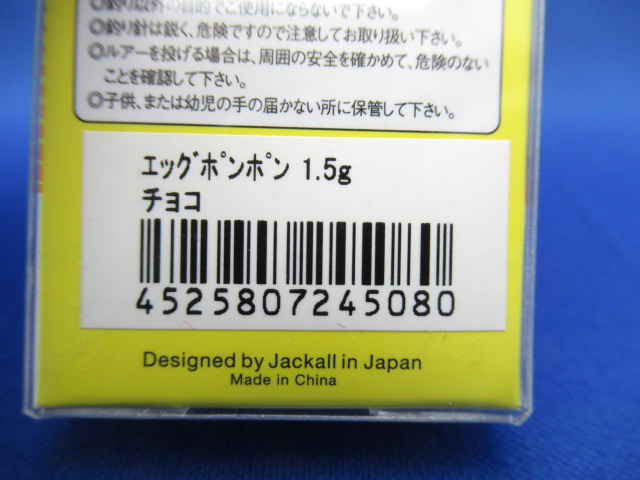 ◎釣り以外の目的でご使用にならないで下さい。
◎釣り針は鋭く、危険ですので注意してお取り扱い下さい。
◎ルアーを投げる場合は、周囲の安全を確かめて、危険のない
ことを確認して下さい。
◎子供、または幼児の手の届かない所に保管して下さい。
ｴｯｸﾞﾎﾟﾝﾎﾟﾝ 1.5g
チョコ
4525807245080
Designed by Jackall in Japan
Made in China